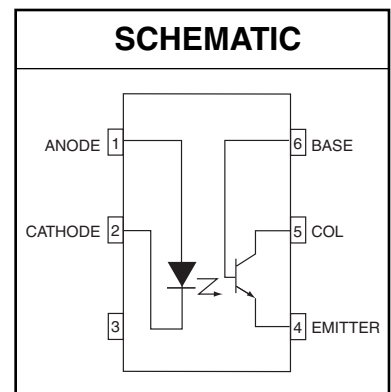 SCHEMATIC
ANODE 1
6 BASE
CATHODE 2
5 COL
3
4 EMITTER